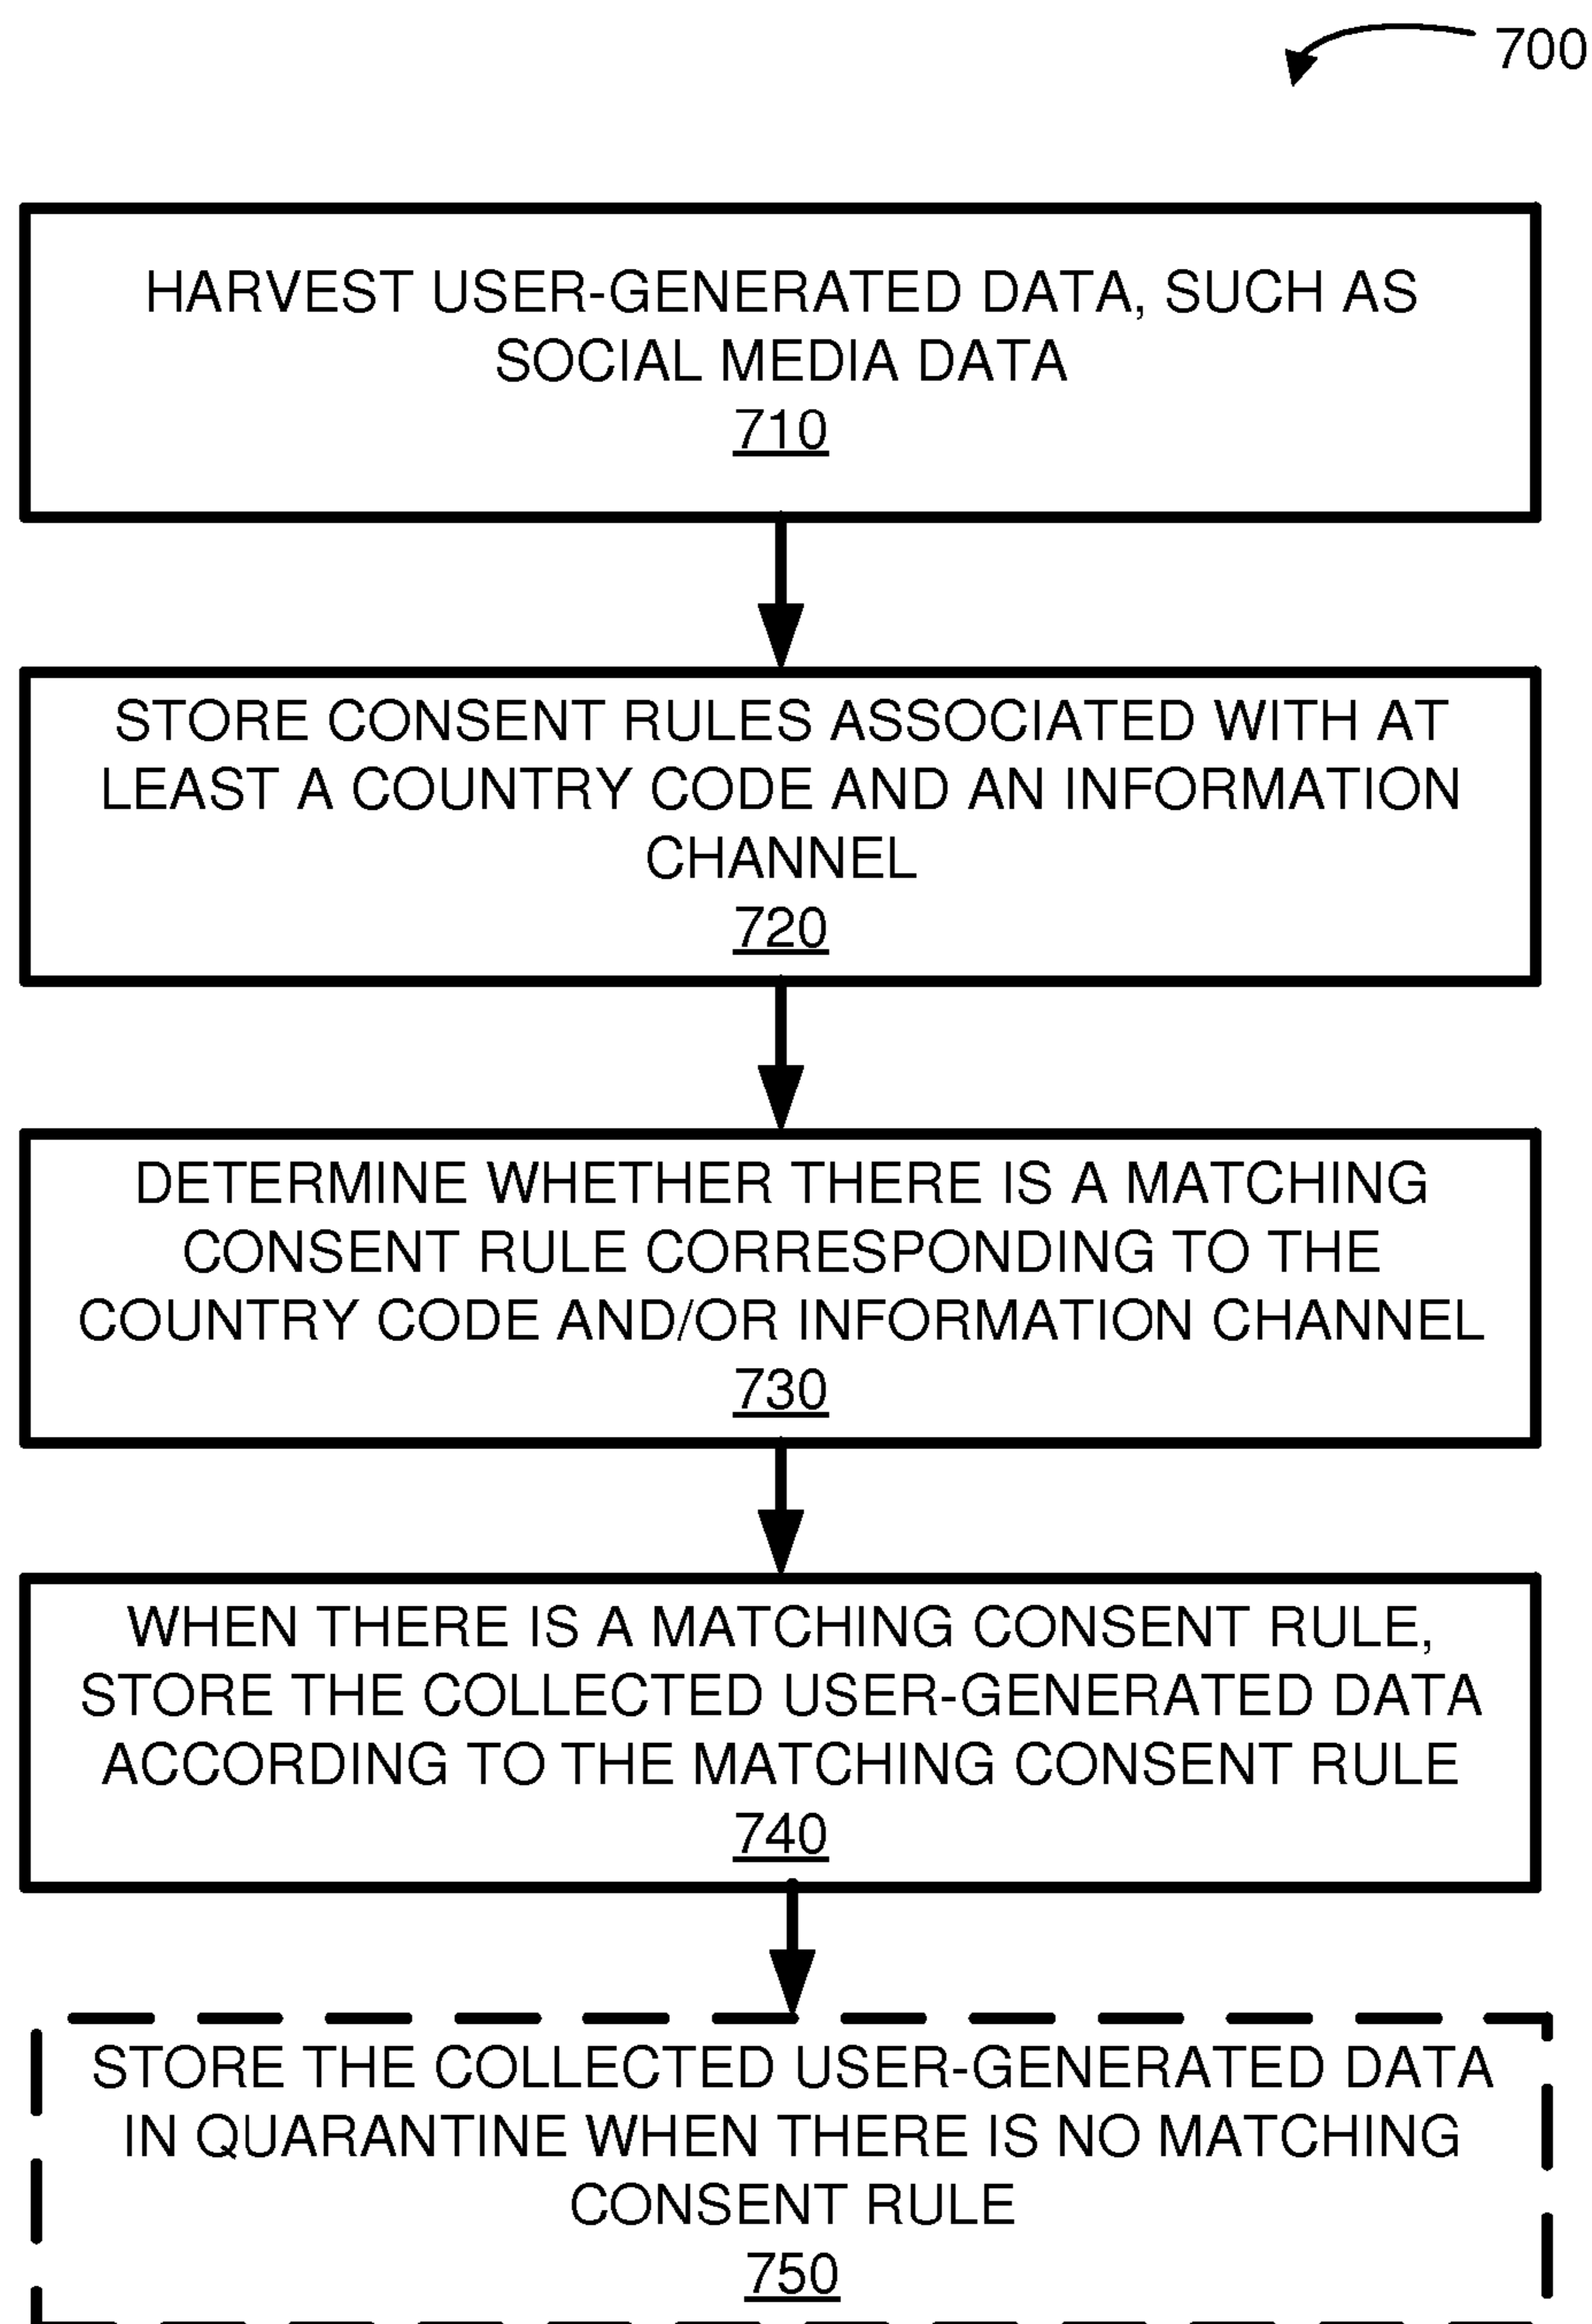 700
HARVEST USER-GENERATED DATA, SUCH AS
SOCIAL MEDIA DATA
710
STORE CONSENT RULES ASSOCIATED WITH AT
LEAST A COUNTRY CODE AND AN INFORMATION
CHANNEL
720
DETERMINE WHETHER THERE IS A MATCHING
CONSENT RULE CORRESPONDING TO THE
COUNTRY CODE AND/OR INFORMATION CHANNEL
730
WHEN THERE IS A MATCHING CONSENT RULE,
STORE THE COLLECTED USER-GENERATED DATA
ACCORDING TO THE MATCHING CONSENT RULE
740
STORE THE COLLECTED USER-GENERATED DATA
IN QUARANTINE WHEN THERE IS NO MATCHING
CONSENT RULE
750